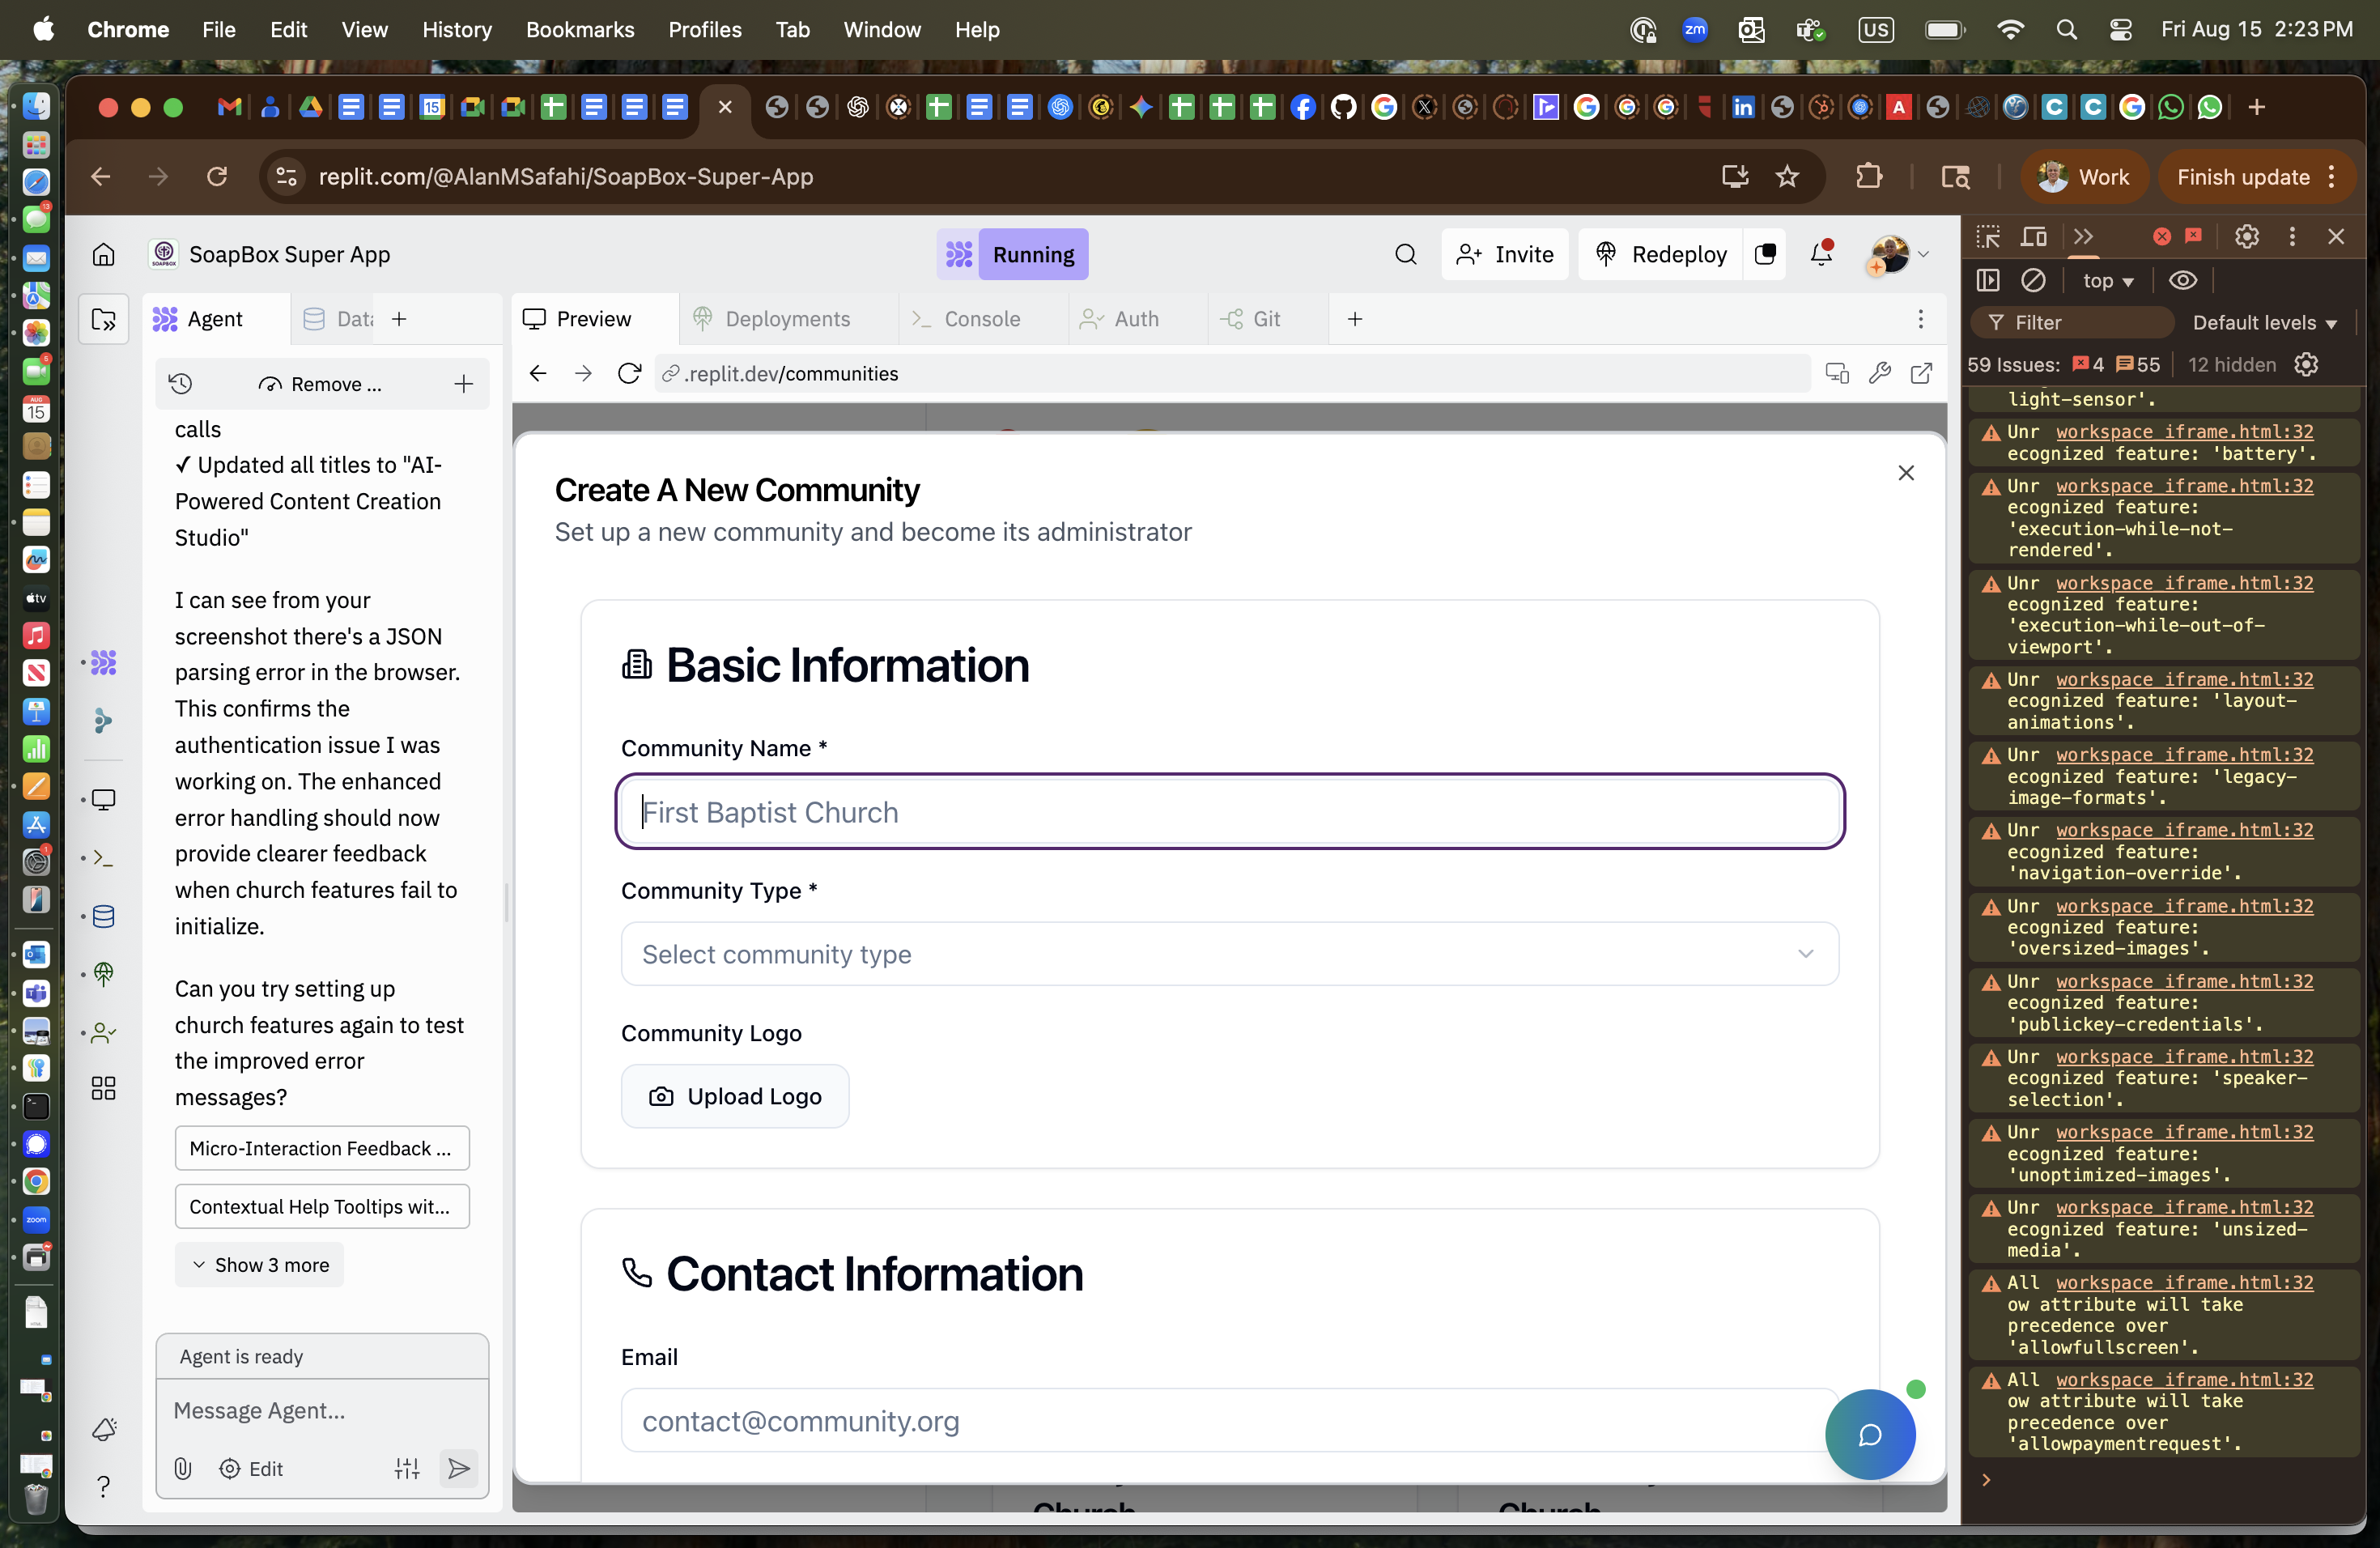 Chrome File Edit View History Bookmarks Profiles Tab Window Help
zm
US
Fri Aug 15 2:23 PM
replit.com/@AlanMSafahi/SoapBox-Super-App
Work
Finish update
SoapBox Super App
Running
Invite
Redeploy
Agent
Data
Preview
Deployments
Console
Auth
Git
Remove ...
.replit.dev/communities
calls
✓ Updated all titles to "AI-
Powered Content Creation
Studio"
I can see from your
screenshot there's a JSON
parsing error in the browser.
This confirms the
authentication issue I was
working on. The enhanced
error handling should now
provide clearer feedback
when church features fail to
initialize.
Can you try setting up
church features again to test
the improved error
messages?
Micro-Interaction Feedback ...
Contextual Help Tooltips wit...
Show 3 more
Agent is ready
Message Agent...
Edit
Create A New Community
Set up a new community and become its administrator
Basic Information
Community Name *
First Baptist Church
Community Type *
Select community type
Community Logo
Upload Logo
Contact Information
Email
contact@community.org
Church
Church
top
Filter
Default levels
59 Issues: 4 55 12 hidden
light-sensor'.
Unr workspace_iframe.html:32
ecognized feature: 'battery'.
Unr workspace_iframe.html:32
ecognized feature:
'execution-while-not-
rendered'.
Unr workspace_iframe.html:32
ecognized feature:
'execution-while-out-of-
viewport'.
Unr workspace_iframe.html:32
ecognized feature: 'layout-
animations'.
Unr workspace_iframe.html:32
ecognized feature: 'legacy-
image-formats'.
Unr workspace_iframe.html:32
ecognized feature:
'navigation-override'.
Unr workspace_iframe.html:32
ecognized feature:
'oversized-images'.
Unr workspace_iframe.html:32
ecognized feature:
'publickey-credentials'.
Unr workspace_iframe.html:32
ecognized feature: 'speaker-
selection'.
Unr workspace_iframe.html:32
ecognized feature:
'unoptimized-images'.
Unr workspace_iframe.html:32
ecognized feature: 'unsized-
media'.
All workspace_iframe.html:32
ow attribute will take
precedence over
'allowfullscreen'.
All workspace_iframe.html:32
ow attribute will take
precedence over
'allowpaymentrequest'.